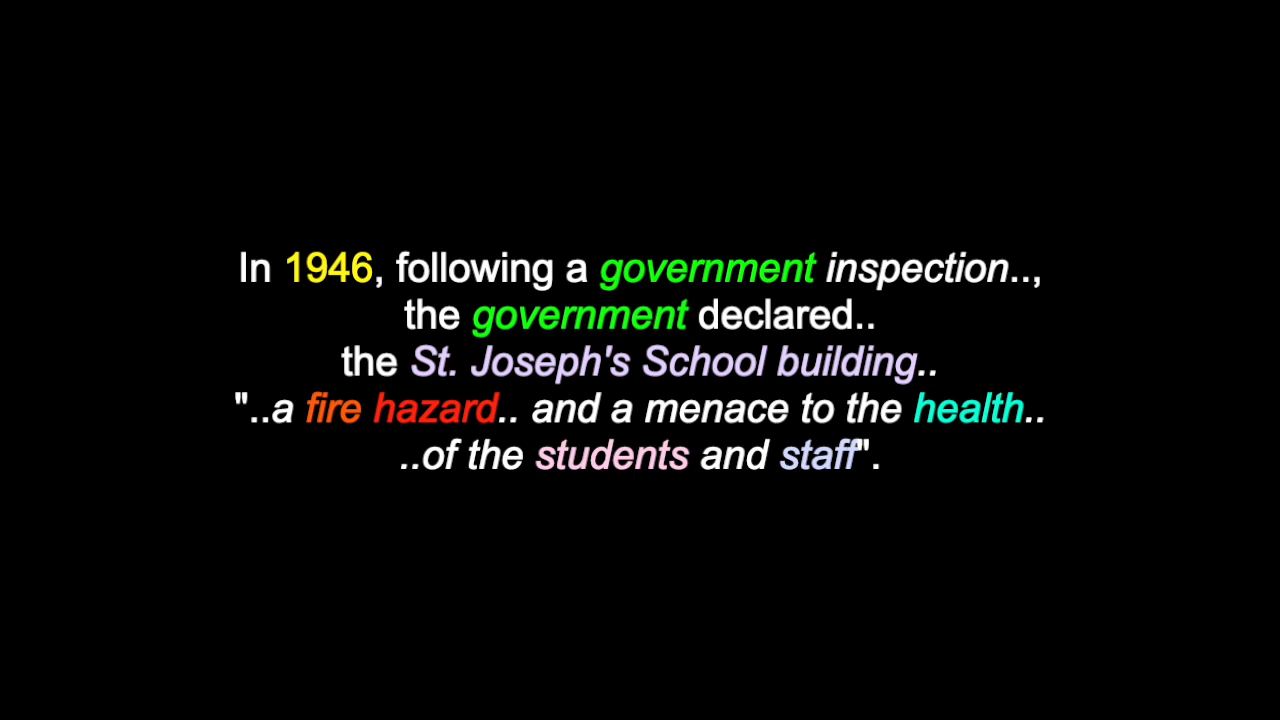 In 1946, following a government inspection..,
the government declared..
the St. Joseph's School building..
"..a fire hazard.. and a menace to the health..
..of the students and staff".